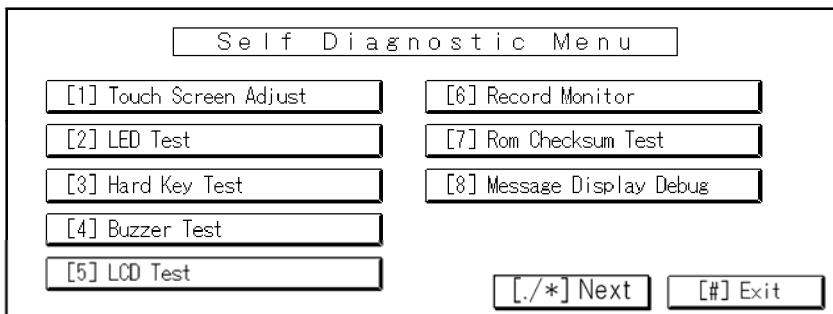 Self Diagnostic Menu
[1] Touch Screen Adjust
[2] LED Test
[3] Hard Key Test
[4] Buzzer Test
[5] LCD Test
[6] Record Monitor
[7] Rom Checksum Test
[8] Message Display Debug
[./*] Next
[#] Exit